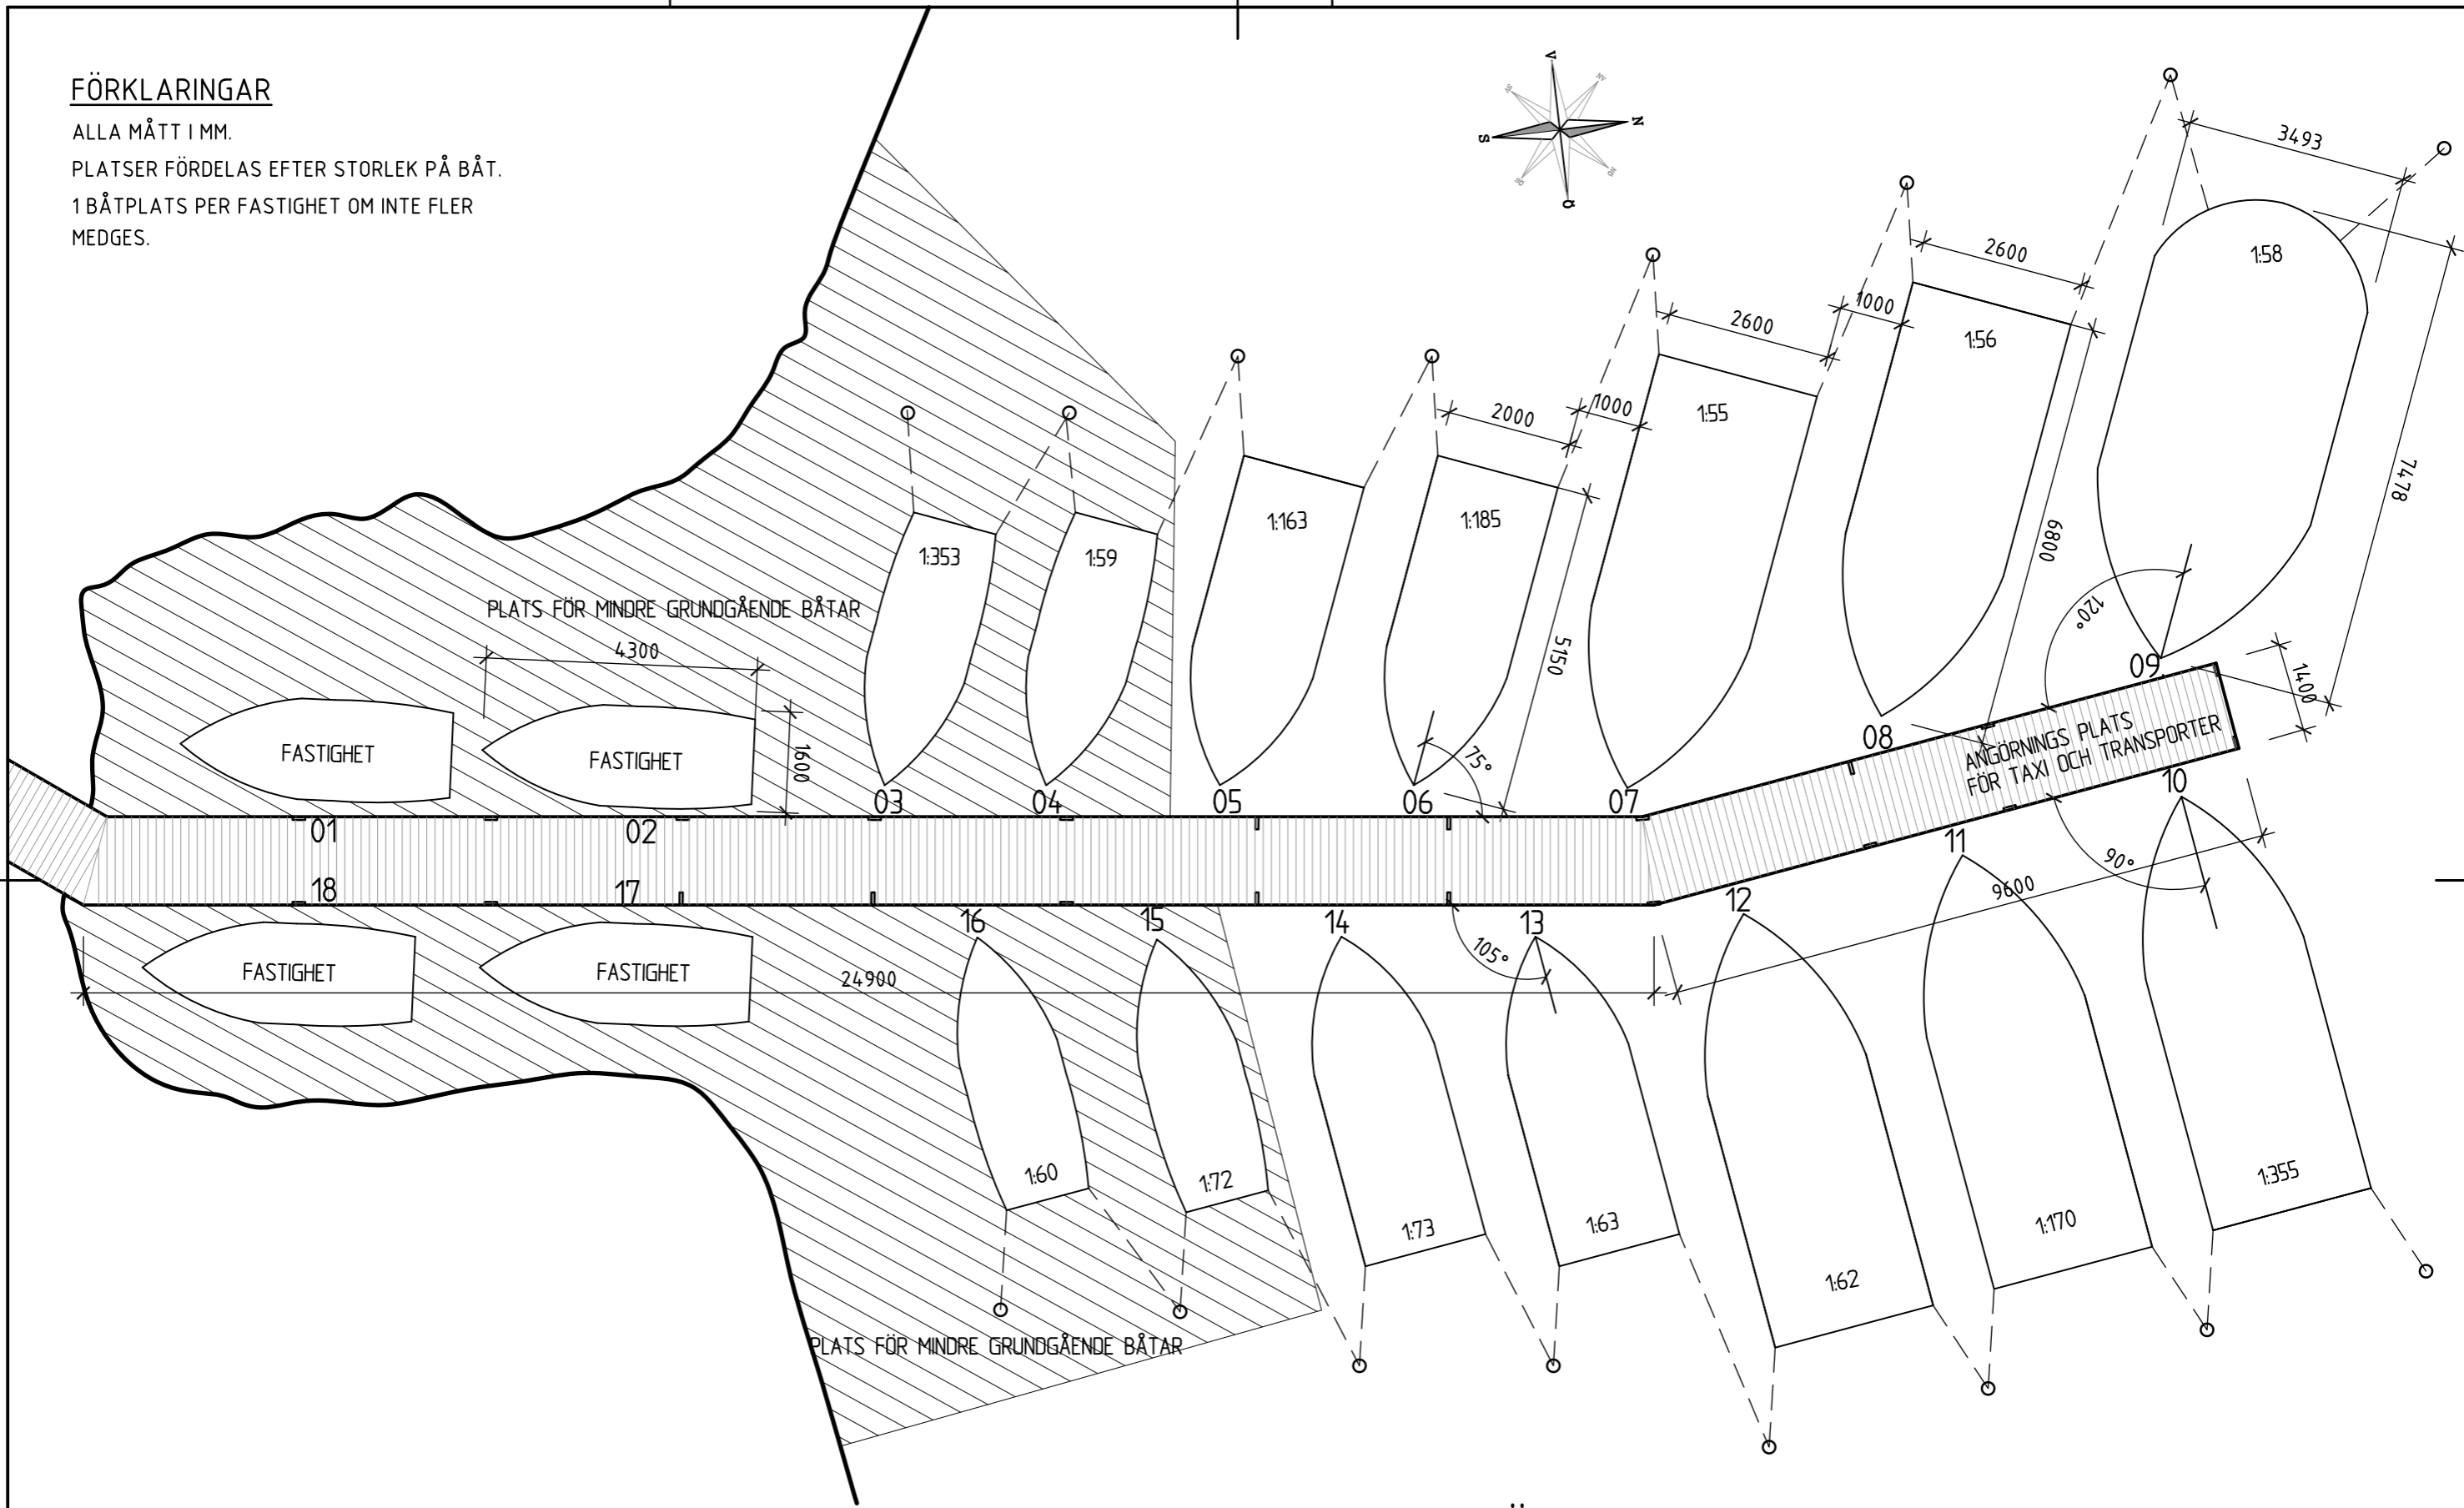 FÖRKLARINGAR
ALLA MÅTT I MM.
PLATSER FÖRDELAS EFTER STORLEK PÅ BÅT.
1 BÅTPLATS PER FASTIGHET OM INTE FLER
MEDGES.
V
NV
N
NO
Ö
SO
S
SV
3493
2600
1:58
2600
1000
1:56
2000
1000
1:55
7478
1:353
1:59
1:163
1:185
6800
5150
120°
75°
1400
PLATS FÖR MINDRE GRUNDGÅENDE BÅTAR
4300
1600
FASTIGHET
FASTIGHET
01
02
03
04
05
06
07
08
09
ANGÖRNINGS PLATS
FÖR TAXI OCH TRANSPORTER
18
17
16
15
14
13
12
11
10
FASTIGHET
FASTIGHET
24900
105°
9600
90°
1:60
1:72
1:73
1:63
1:62
1:170
1:355
PLATS FÖR MINDRE GRUNDGÅENDE BÅTAR